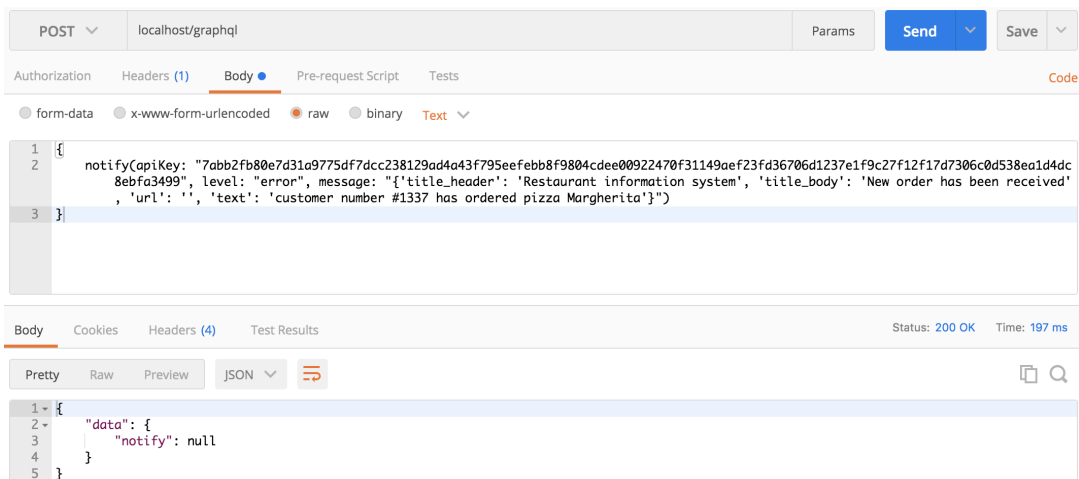 POST localhost/graphql Params Send Save
Authorization Headers (1) Body Pre-request Script Tests Code
form-data x-www-form-urlencoded raw binary Text
1 {
2 notify(apiKey: "7abb2fb80e7d31a9775df7dcc238129ad4a43f795eefebb8f9804cdee00922470f31149aef23fd36706d1237e1f9c27f12f17d7306c0d538ea1d4dc
8ebfa3499", level: "error", message: "{'title_header': 'Restaurant information system', 'title_body': 'New order has been received'
, 'url': '', 'text': 'customer number #1337 has ordered pizza Margherita'}")
3 }
Body Cookies Headers (4) Test Results Status: 200 OK Time: 197 ms
Pretty Raw Preview JSON
1 {
2 "data": {
3 "notify": null
4 }
5 }